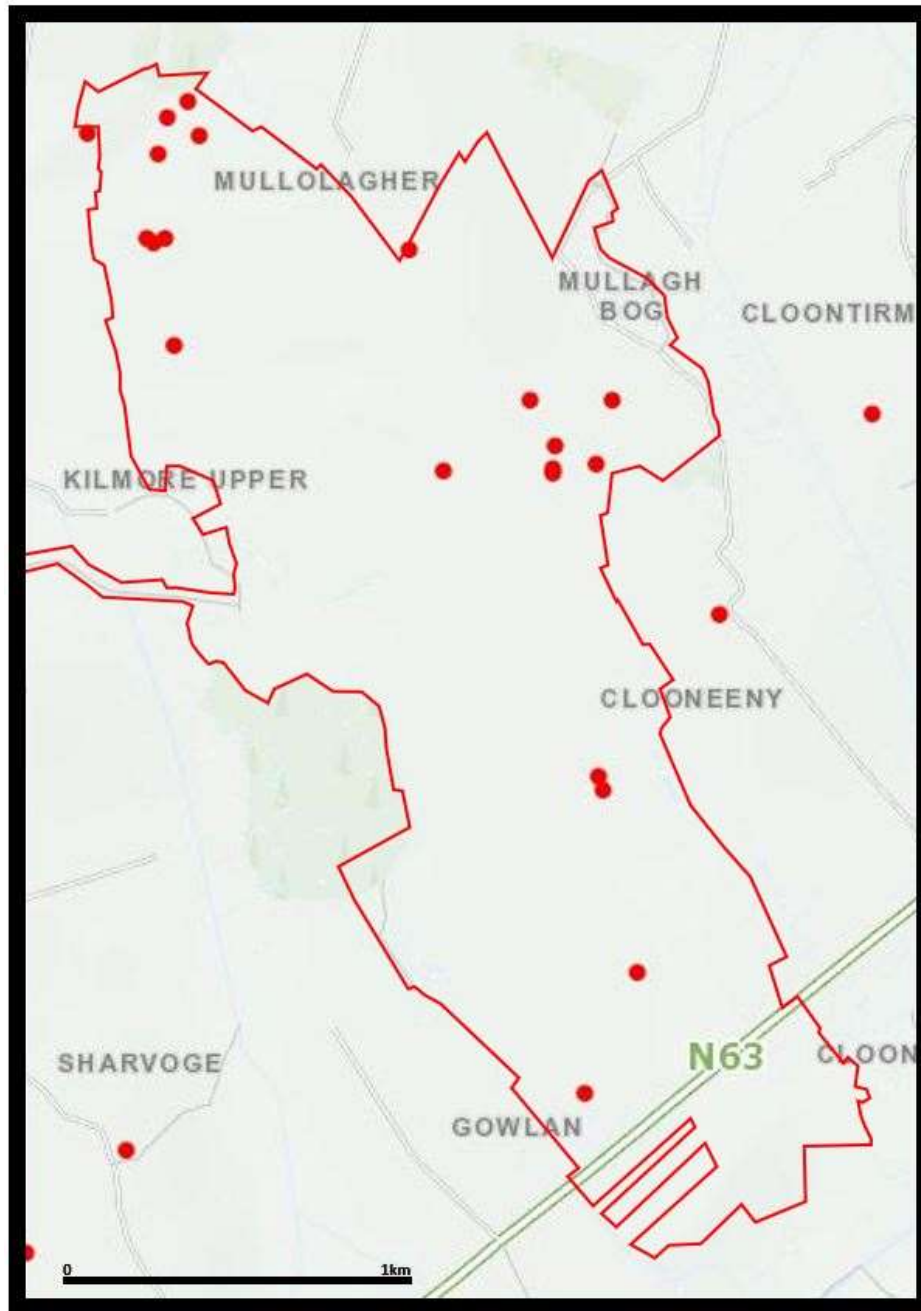 MULLOLAGHER
MULLAGH
BOG
CLOONTIRM
KILMORE UPPER
CLOONEENY
N63
CLOON
SHARVOGE
GOWLAN
0 1km